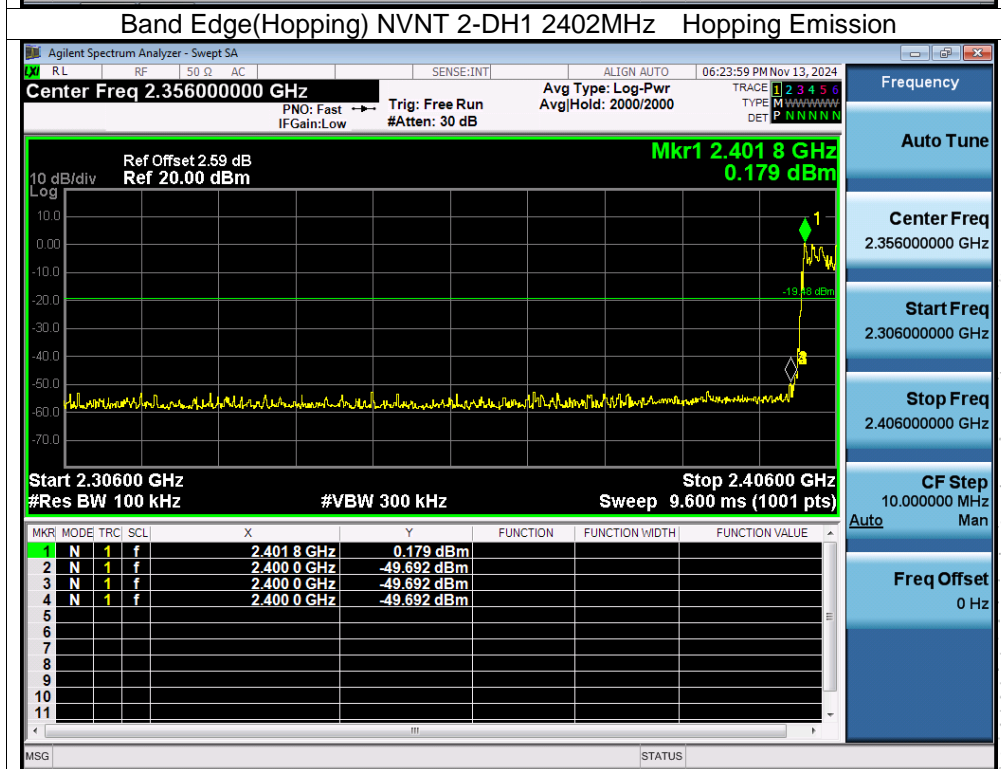 Band Edge(Hopping) NVNT 2-DH1 2402MHz Hopping Emission
Agilent Spectrum Analyzer - Swept SA
LXI RL RF 50 Ω AC SENSE:INT ALIGN AUTO 06:23:59 PM Nov 13, 2024
Center Freq 2.356000000 GHz
PNO: Fast
IFGain:Low
Trig: Free Run
#Atten: 30 dB
Avg Type: Log-Pwr
Avg|Hold: 2000/2000
TRACE 1 2 3 4 5 6
TYPE M WWWWW
DET P N N N N N
Mkr1 2.401 8 GHz
0.179 dBm
Ref Offset 2.59 dB
10 dB/div Ref 20.00 dBm
Log
10.0
0.00
-10.0
-20.0
-30.0
-40.0
-50.0
-60.0
-70.0
1
-19.48 dBm
Start 2.30600 GHz Stop 2.40600 GHz
#Res BW 100 kHz #VBW 300 kHz Sweep 9.600 ms (1001 pts)
MKR MODE TRC SCL X Y FUNCTION FUNCTION WIDTH FUNCTION VALUE
1 N 1 f 2.401 8 GHz 0.179 dBm
2 N 1 f 2.400 0 GHz -49.692 dBm
3 N 1 f 2.400 0 GHz -49.692 dBm
4 N 1 f 2.400 0 GHz -49.692 dBm
5
6
7
8
9
10
11
MSG STATUS
Frequency
Auto Tune
Center Freq
2.356000000 GHz
Start Freq
2.306000000 GHz
Stop Freq
2.406000000 GHz
CF Step
10.000000 MHz
Auto Man
Freq Offset
0 Hz